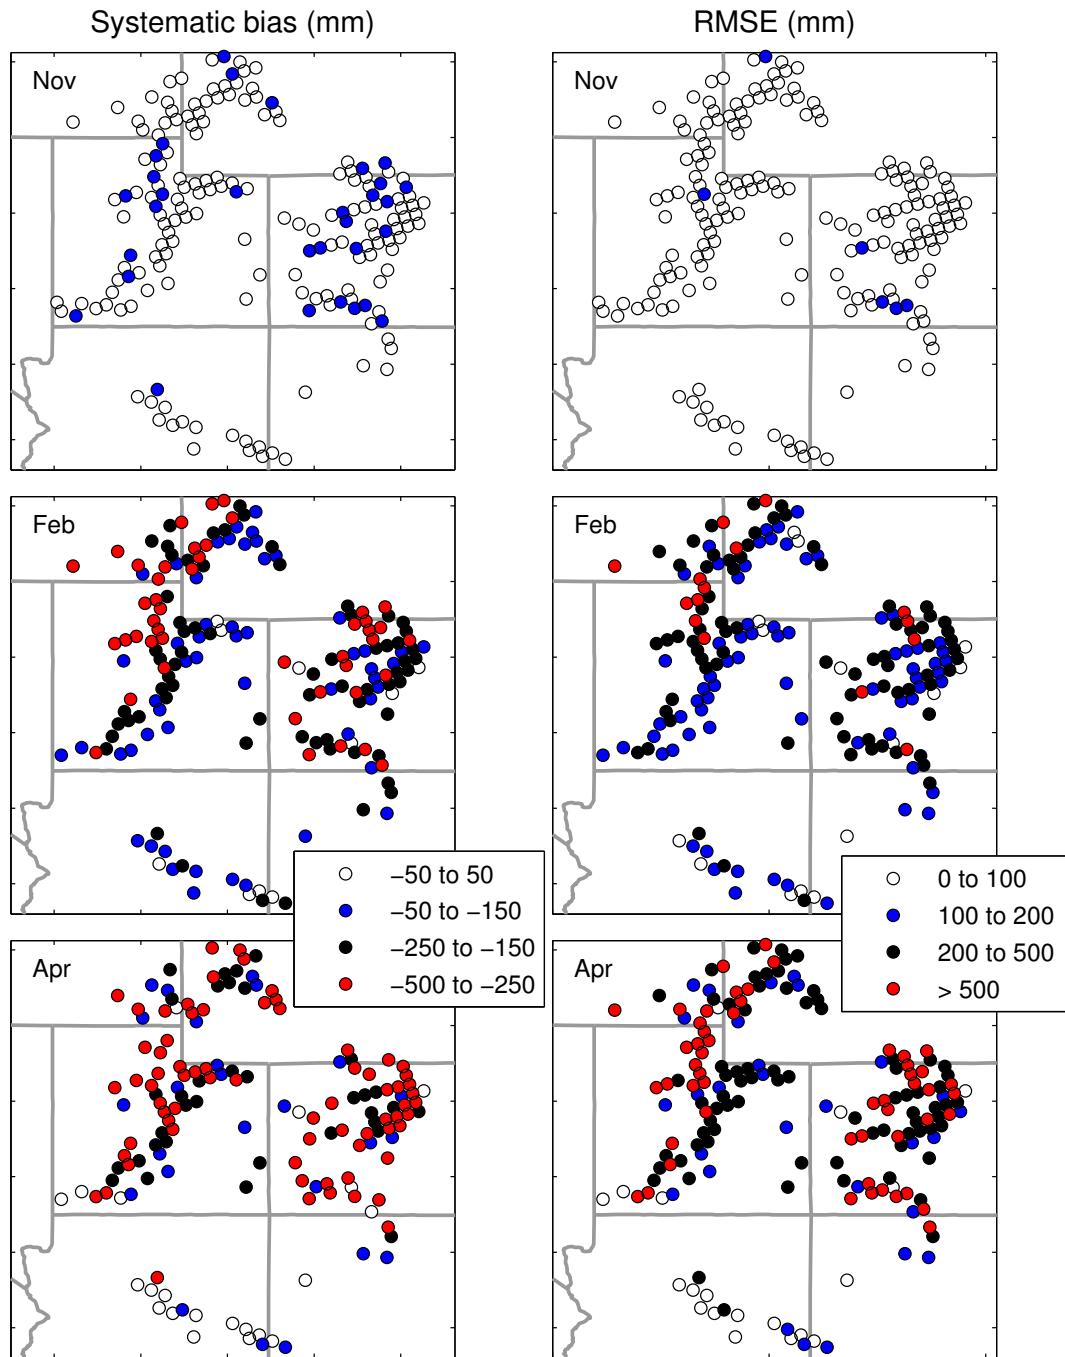 Systematic bias (mm)
RMSE (mm)
Nov
Nov
Feb
Feb
−50 to 50
−50 to −150
−250 to −150
−500 to −250
0 to 100
100 to 200
200 to 500
> 500
Apr
Apr